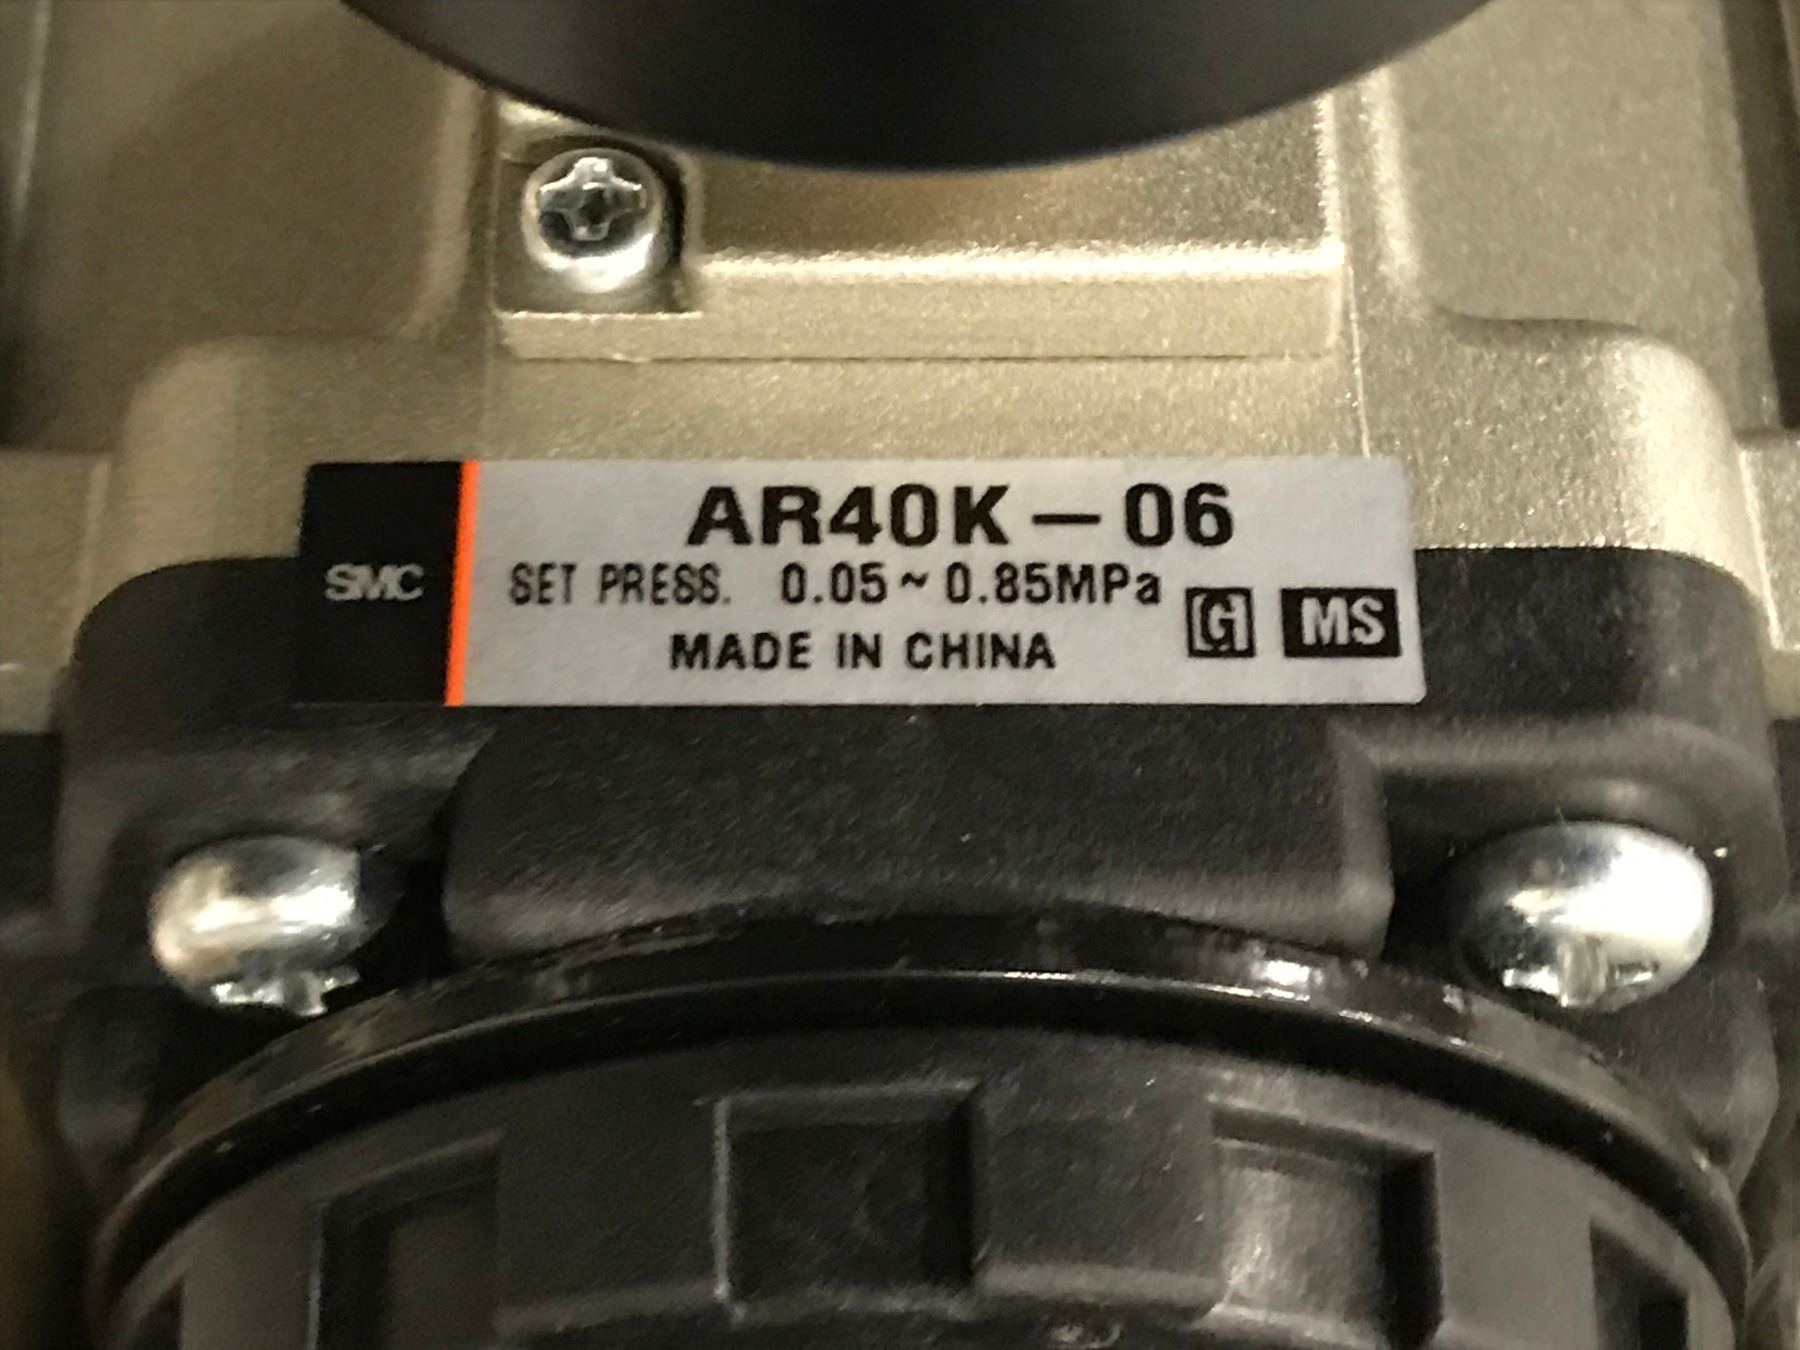 AR40K-06
SMC
SET PRESS. 0.05~0.85MPa
MADE IN CHINA
G MS